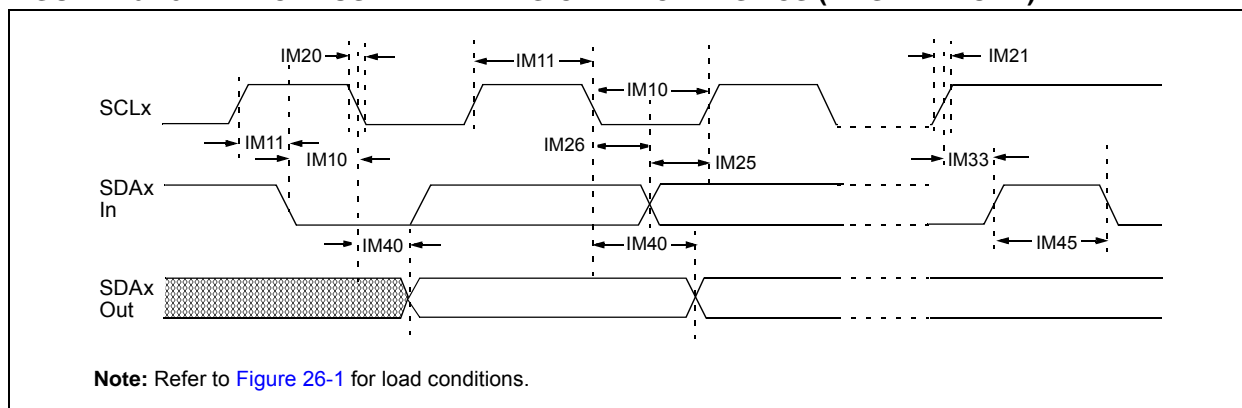 IM20
IM11
IM21
SCLx
IM10
IM11
IM26
IM10
IM25
IM33
SDAx
In
IM40
IM40
IM45
SDAx
Out
Note: Refer to Figure 26-1 for load conditions.